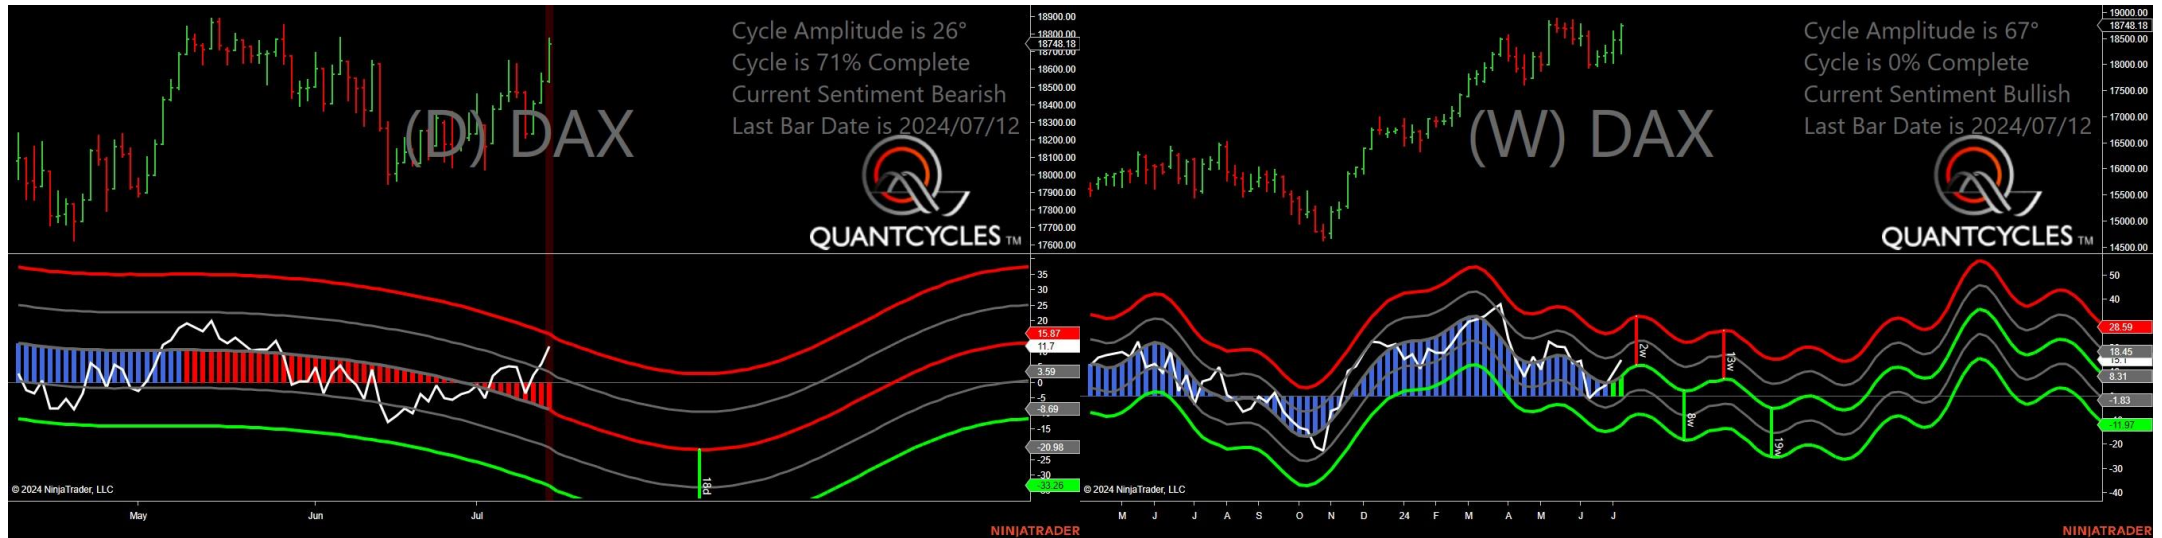 Cycle Amplitude is 26°
Cycle is 71% Complete
Current Sentiment Bearish
Last Bar Date is 2024/07/12
(D) DAX
QUANTCYCLES TM
18900.00
18800.00
18748.18
18700.00
18600.00
18500.00
18400.00
18300.00
18200.00
18100.00
18000.00
17900.00
17800.00
17700.00
17600.00
35
30
25
20
15.87
11.7
3.59
0
-5
-8.69
-15
-20.98
-25
-30
-33.26
18d
© 2024 NinjaTrader, LLC
May Jun Jul
NINJATRADER
Cycle Amplitude is 67°
Cycle is 0% Complete
Current Sentiment Bullish
Last Bar Date is 2024/07/12
(W) DAX
QUANTCYCLES TM
19000.00
18748.18
18500.00
18000.00
17500.00
17000.00
16500.00
16000.00
15500.00
15000.00
14500.00
50
40
28.59
18.45
8.31
-1.83
-11.97
-20
-30
-40
2w
13w
8w
19w
© 2024 NinjaTrader, LLC
M J J A S O N D 24 F M A M J J
NINJATRADER